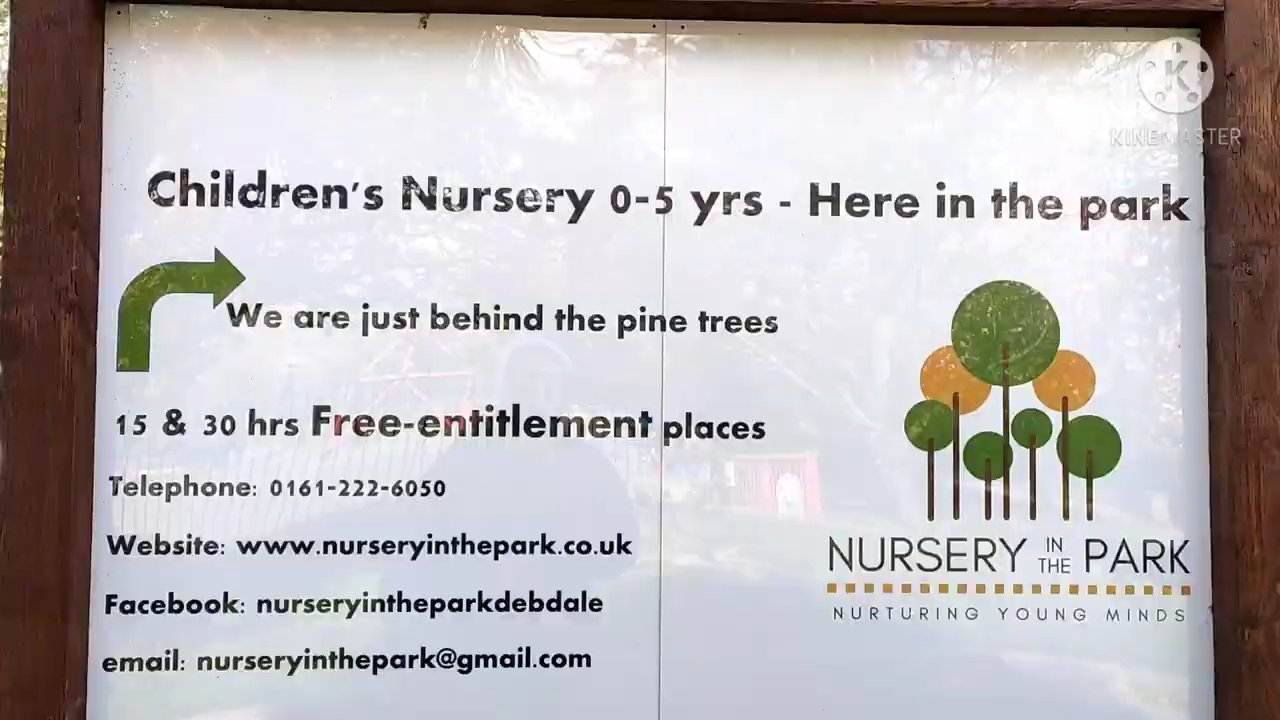 K
KINEMASTER
Children's Nursery 0-5 yrs - Here in the park
We are just behind the pine trees
15 & 30 hrs Free-entitlement places
Telephone: 0161-222-6050
Website: www.nurseryinthepark.co.uk
Facebook: nurseryintheparkdebdale
email: nurseryinthepark@gmail.com
NURSERY IN THE PARK
NURTURING YOUNG MINDS